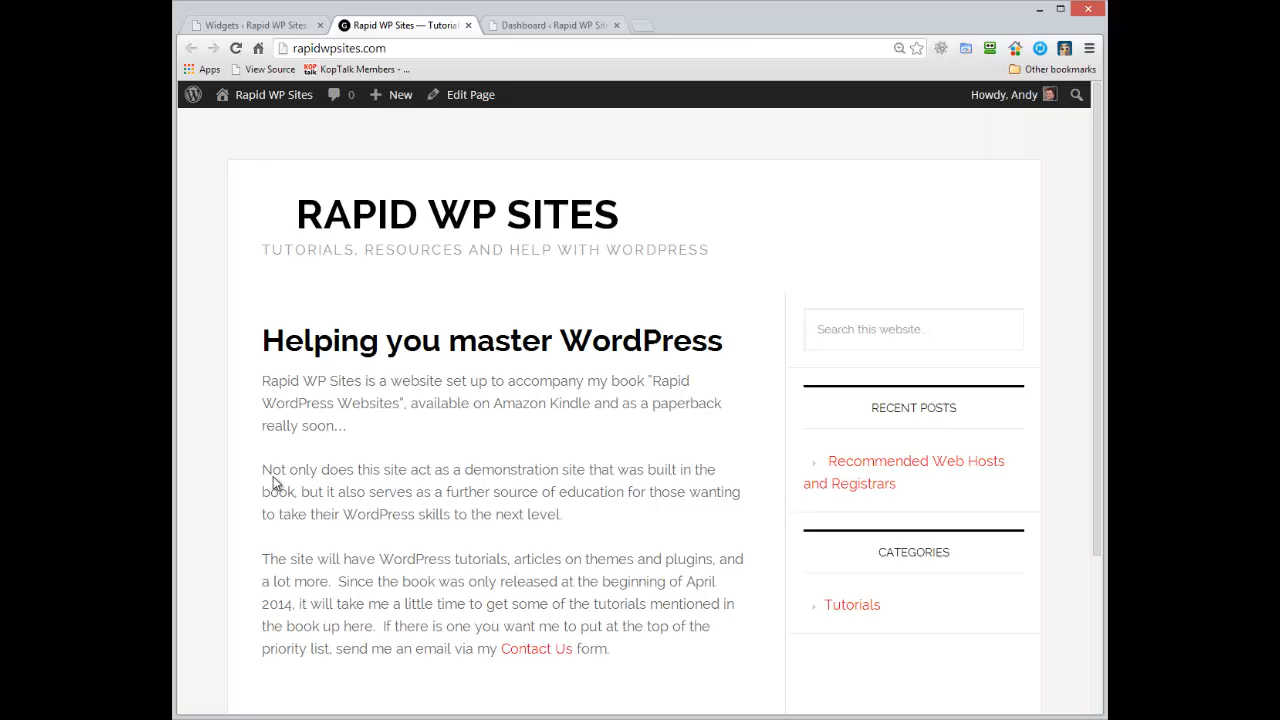 Widgets ‹ Rapid WP Sites
Rapid WP Sites — Tutorial
Dashboard ‹ Rapid WP Sit
rapidwpsites.com
Apps
View Source
KOP talk
KopTalk Members - ...
Other bookmarks
Rapid WP Sites
0
New
Edit Page
Howdy, Andy
RAPID WP SITES
TUTORIALS, RESOURCES AND HELP WITH WORDPRESS
Helping you master WordPress
Rapid WP Sites is a website set up to accompany my book “Rapid
WordPress Websites”, available on Amazon Kindle and as a paperback
really soon…
Not only does this site act as a demonstration site that was built in the
book, but it also serves as a further source of education for those wanting
to take their WordPress skills to the next level.
The site will have WordPress tutorials, articles on themes and plugins, and
a lot more.  Since the book was only released at the beginning of April
2014, it will take me a little time to get some of the tutorials mentioned in
the book up here.  If there is one you want me to put at the top of the
priority list, send me an email via my Contact Us form.
Search this website…
RECENT POSTS
› Recommended Web Hosts
and Registrars
CATEGORIES
› Tutorials